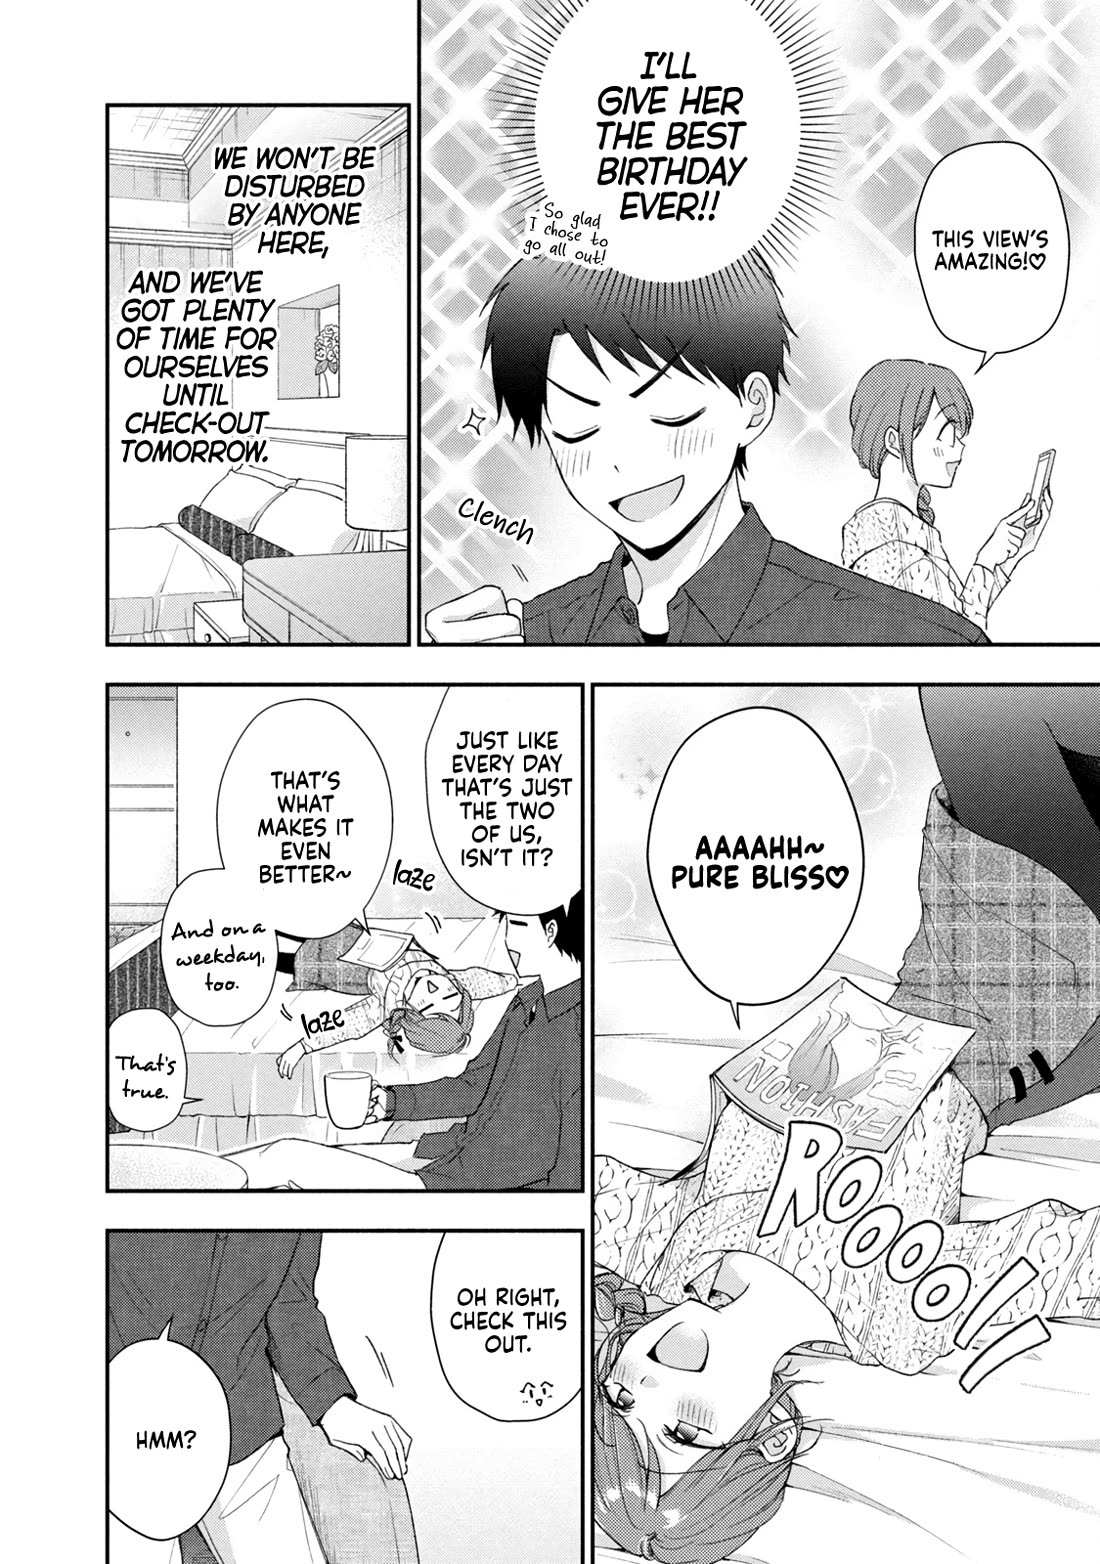 THIS VIEW'S
AMAZING!♡
I'LL
GIVE HER
THE BEST
BIRTHDAY
EVER!!
So glad
I chose to
go all out!
Clench
WE WON'T BE
DISTURBED
BY ANYONE
HERE,
AND WE'VE
GOT PLENTY
OF TIME FOR
OURSELVES
UNTIL
CHECK-OUT
TOMORROW.
AAAAHH~
PURE BLISS♡
FASHION
ROOOOLL
JUST LIKE
EVERY DAY
THAT'S JUST
THE TWO
OF US,
ISN'T IT?
THAT'S
WHAT
MAKES IT
EVEN
BETTER~
laze
And on a
weekday,
too.
laze
That's
true.
OH RIGHT,
CHECK THIS
OUT.
HMM?